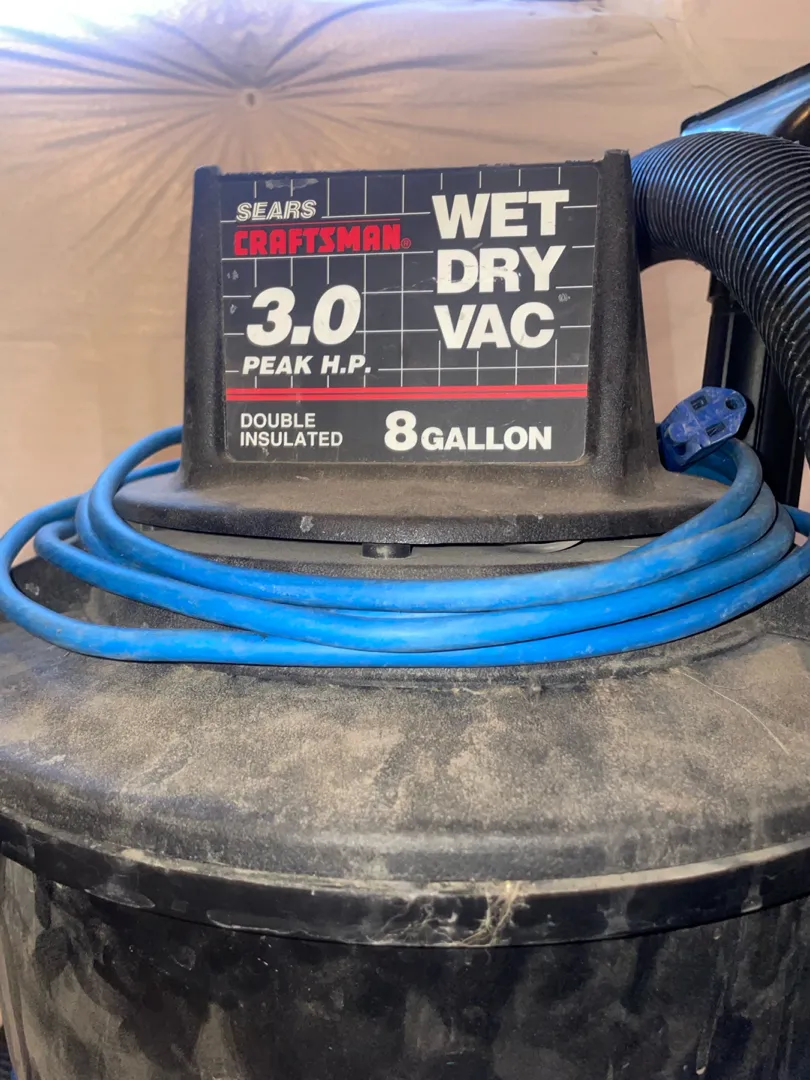 SEARS
CRAFTSMAN®
WET
DRY
VAC
3.0
PEAK H.P.
DOUBLE
INSULATED
8 GALLON